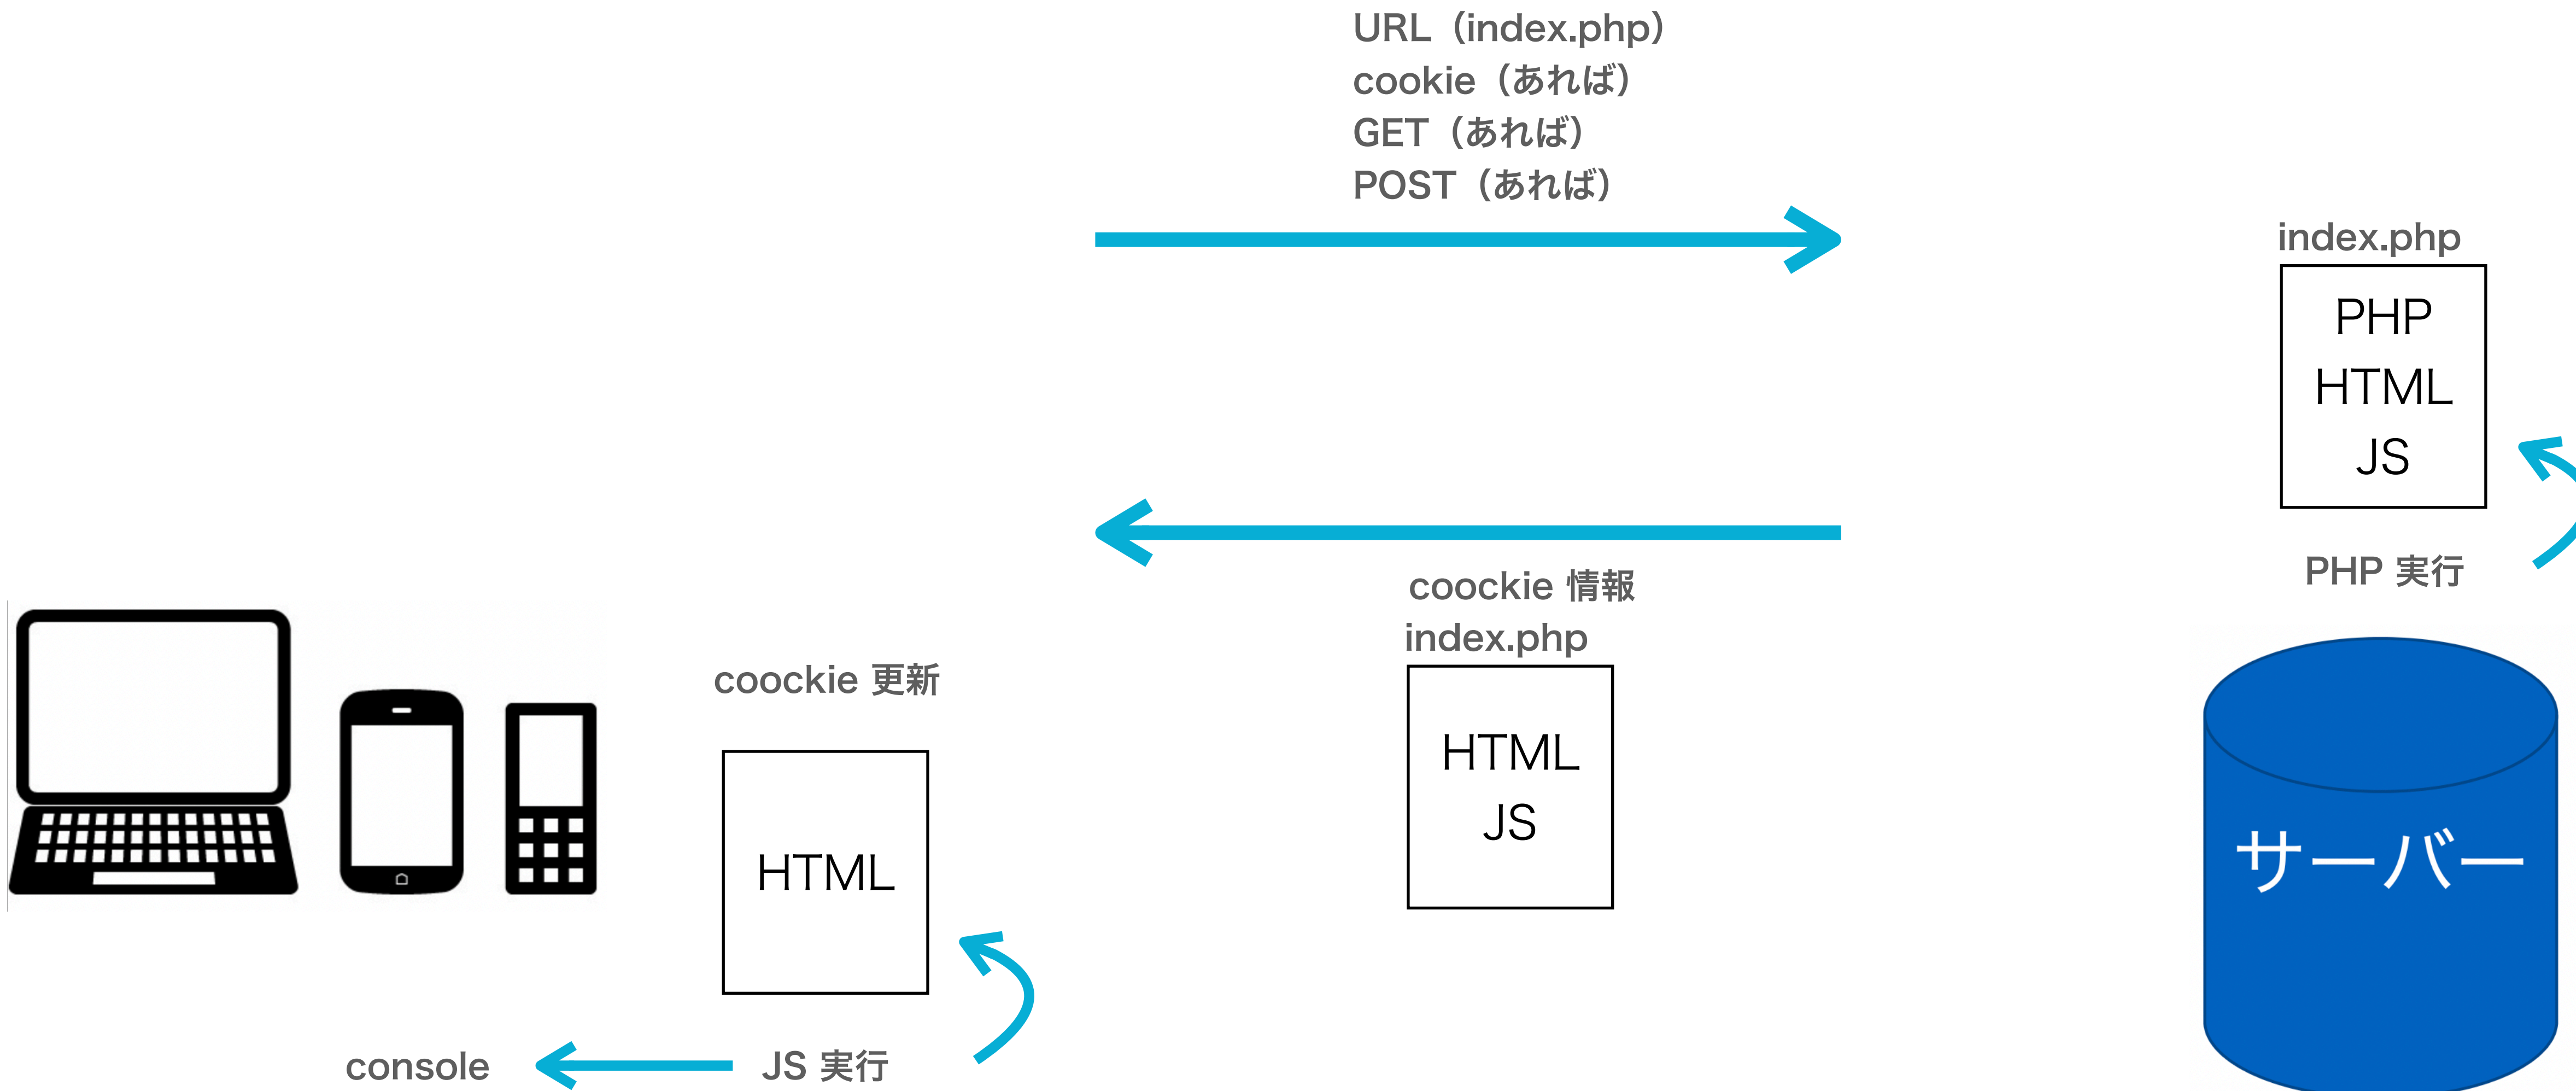 URL（index.php）
cookie（あれば）
GET（あれば）
POST（あれば）
index.php
PHP
HTML
JS
PHP 実行
coockie 情報
index.php
HTML
JS
coockie 更新
HTML
サーバー
console
JS 実行